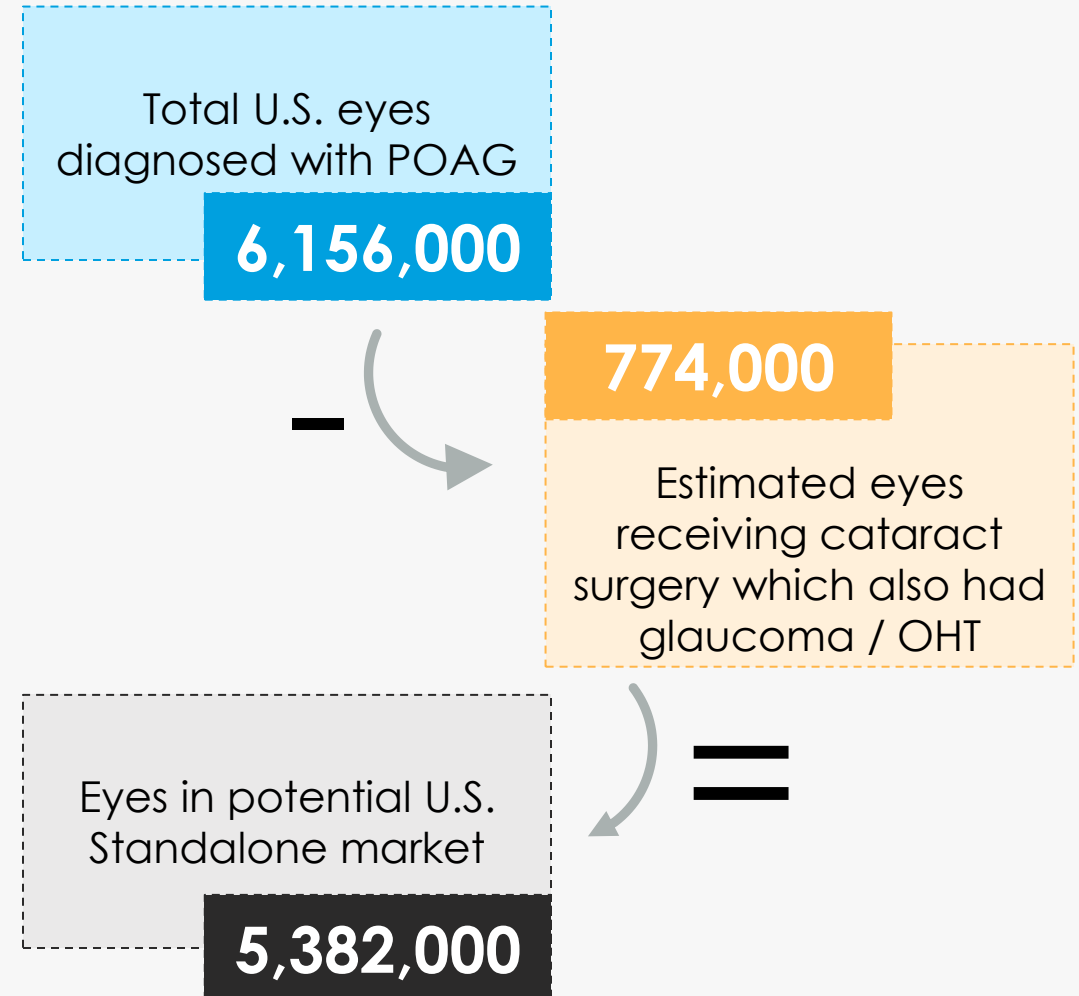 Total U.S. eyes
diagnosed with POAG
6,156,000
774,000
–
Estimated eyes
receiving cataract
surgery which also had
glaucoma / OHT
=
Eyes in potential U.S.
Standalone market
5,382,000